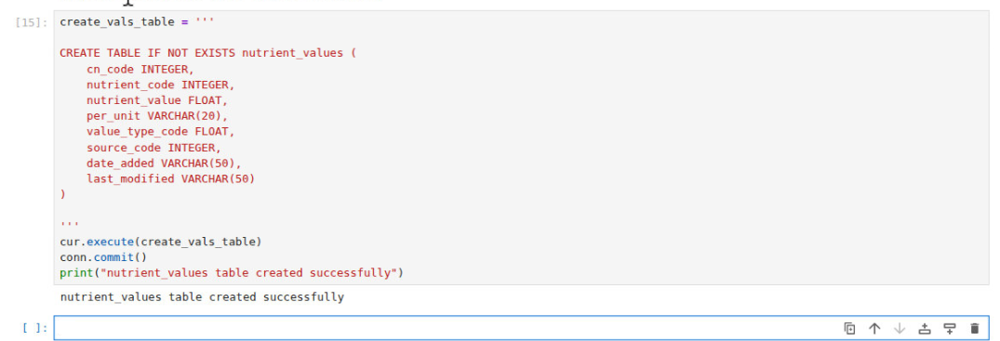 [15]: create_vals_table = '''
CREATE TABLE IF NOT EXISTS nutrient_values (
    cn_code INTEGER,
    nutrient_code INTEGER,
    nutrient_value FLOAT,
    per_unit VARCHAR(20),
    value_type_code FLOAT,
    source_code INTEGER,
    date_added VARCHAR(50),
    last_modified VARCHAR(50)
)
'''
cur.execute(create_vals_table)
conn.commit()
print("nutrient_values table created successfully")
nutrient_values table created successfully
[ ]: